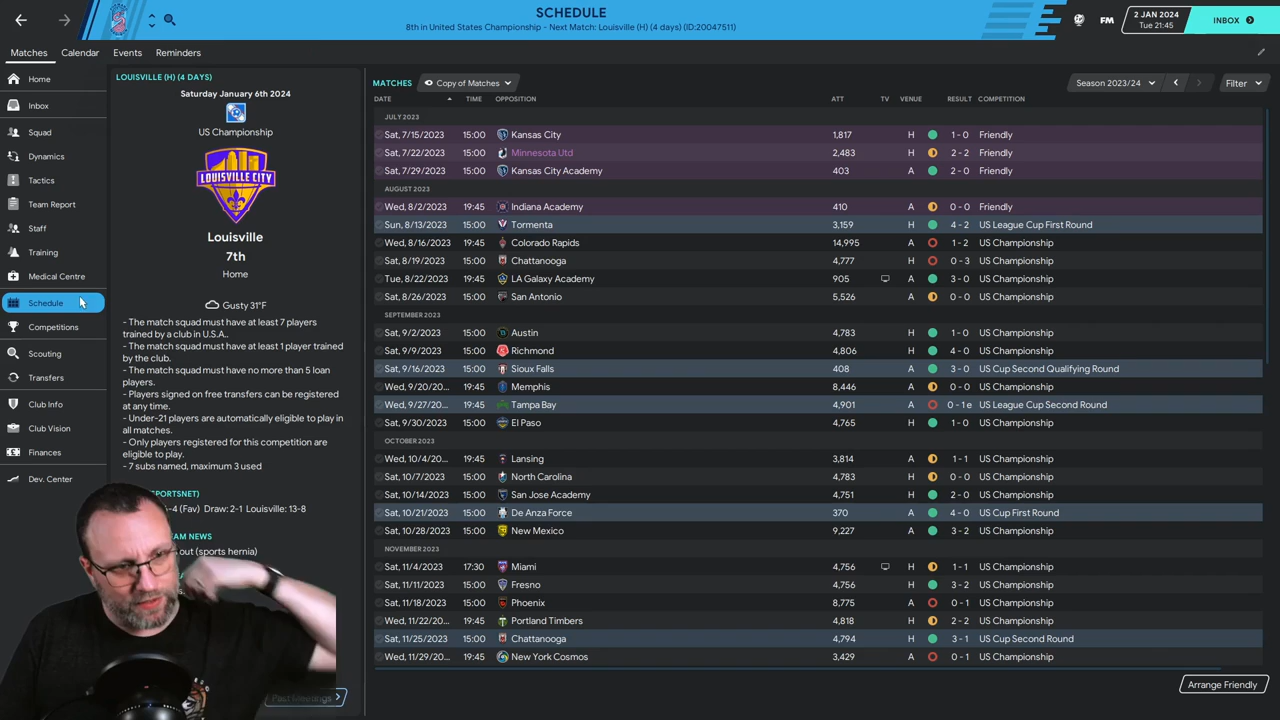 SCHEDULE
8th in United States Championship - Next Match: Louisville (H) (4 days) (ID:20047511)
FM
2 JAN 2024
Tue 21:45
INBOX
Matches Calendar Events Reminders
Home
Inbox
Squad
Dynamics
Tactics
Team Report
Staff
Training
Medical Centre
Schedule
Competitions
Scouting
Transfers
Club Info
Club Vision
Finances
Dev. Center
LOUISVILLE (H) (4 DAYS)
Saturday January 6th 2024
US Championship
LOUISVILLE CITY
Louisville
7th
Home
Gusty 31°F
- The match squad must have at least 7 players
trained by a club in U.S.A..
- The match squad must have at least 1 player trained
by the club.
- The match squad must have no more than 5 loan
players.
- Players signed on free transfers can be registered
at any time.
- Under-21 players are automatically eligible to play in
all matches.
- Only players registered for this competition are
eligible to play.
- 7 subs named, maximum 3 used
SPORTSNET)
-4 (Fav) Draw: 2-1 Louisville: 13-8
TEAM NEWS
out (sports hernia)
Past Meetings
MATCHES Copy of Matches Season 2023/24 Filter
DATE TIME OPPOSITION ATT TV VENUE RESULT COMPETITION
JULY 2023
Sat, 7/15/2023 15:00 Kansas City 1,817 H 1 - 0 Friendly
Sat, 7/22/2023 15:00 Minnesota Utd 2,483 H 2 - 2 Friendly
Sat, 7/29/2023 15:00 Kansas City Academy 403 A 2 - 0 Friendly
AUGUST 2023
Wed, 8/2/2023 19:45 Indiana Academy 410 A 0 - 0 Friendly
Sun, 8/13/2023 15:00 Tormenta 3,159 H 4 - 2 US League Cup First Round
Wed, 8/16/2023 19:45 Colorado Rapids 14,995 A 1 - 2 US Championship
Sat, 8/19/2023 15:00 Chattanooga 4,777 H 0 - 3 US Championship
Tue, 8/22/2023 19:45 LA Galaxy Academy 905 A 3 - 0 US Championship
Sat, 8/26/2023 15:00 San Antonio 5,526 A 0 - 0 US Championship
SEPTEMBER 2023
Sat, 9/2/2023 15:00 Austin 4,783 H 1 - 0 US Championship
Sat, 9/9/2023 15:00 Richmond 4,806 H 4 - 0 US Championship
Sat, 9/16/2023 15:00 Sioux Falls 408 A 3 - 0 US Cup Second Qualifying Round
Wed, 9/20/20... 19:45 Memphis 8,446 A 0 - 0 US Championship
Wed, 9/27/20... 19:45 Tampa Bay 4,901 A 0 - 1 e US League Cup Second Round
Sat, 9/30/2023 15:00 El Paso 4,765 H 1 - 0 US Championship
OCTOBER 2023
Wed, 10/4/20... 19:45 Lansing 3,814 A 1 - 1 US Championship
Sat, 10/7/2023 15:00 North Carolina 4,783 H 0 - 0 US Championship
Sat, 10/14/2023 15:00 San Jose Academy 4,751 H 2 - 0 US Championship
Sat, 10/21/2023 15:00 De Anza Force 370 A 4 - 0 US Cup First Round
Sat, 10/28/2023 15:00 New Mexico 9,227 A 3 - 2 US Championship
NOVEMBER 2023
Sat, 11/4/2023 17:30 Miami 4,756 H 1 - 1 US Championship
Sat, 11/11/2023 15:00 Fresno 4,756 H 3 - 2 US Championship
Sat, 11/18/2023 15:00 Phoenix 8,775 A 0 - 1 US Championship
Wed, 11/22/20... 19:45 Portland Timbers 4,818 H 2 - 2 US Championship
Sat, 11/25/2023 15:00 Chattanooga 4,794 H 3 - 1 US Cup Second Round
Wed, 11/29/20... 19:45 New York Cosmos 3,429 A 0 - 1 US Championship
Arrange Friendly